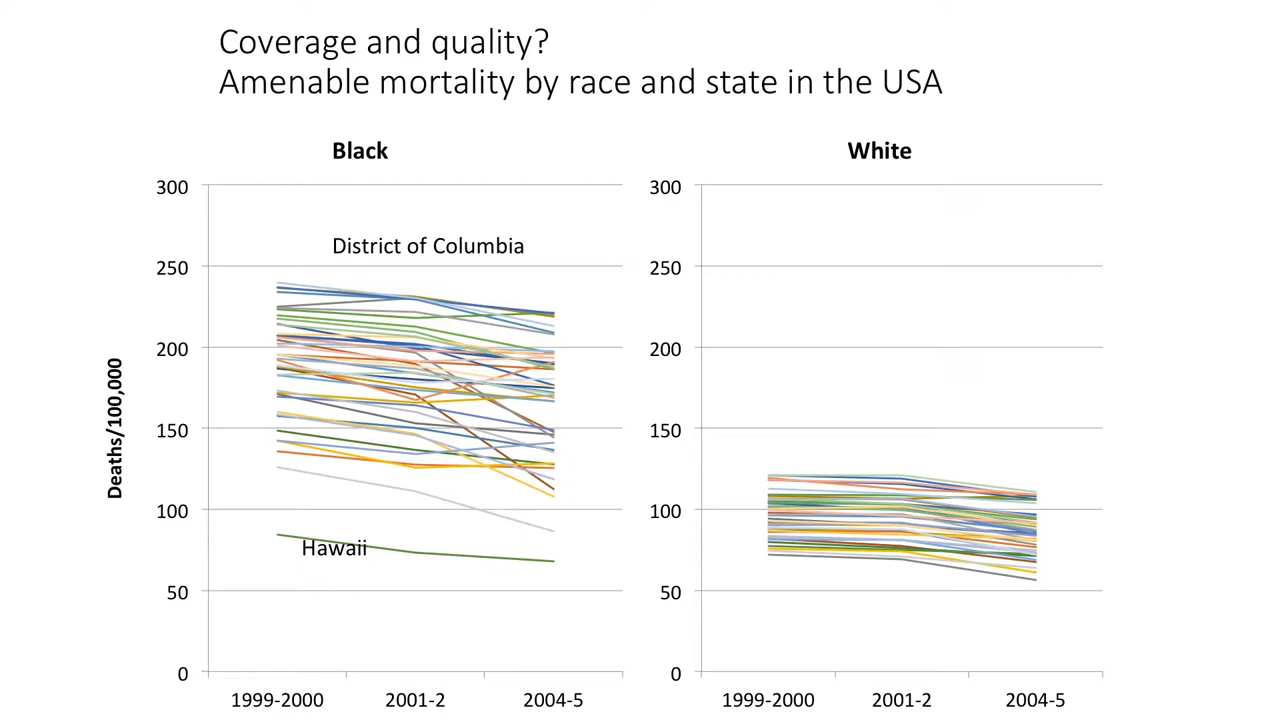 Coverage and quality?
Amenable mortality by race and state in the USA
Black
White
Deaths/100,000
300
250
200
150
100
50
0
District of Columbia
Hawaii
1999-2000 2001-2 2004-5
300
250
200
150
100
50
0
1999-2000 2001-2 2004-5